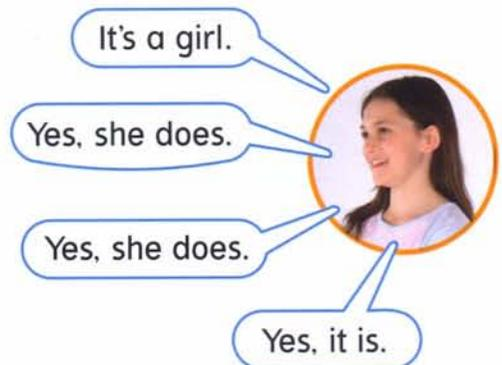 It's a girl.
Yes, she does.
Yes, she does.
Yes, it is.